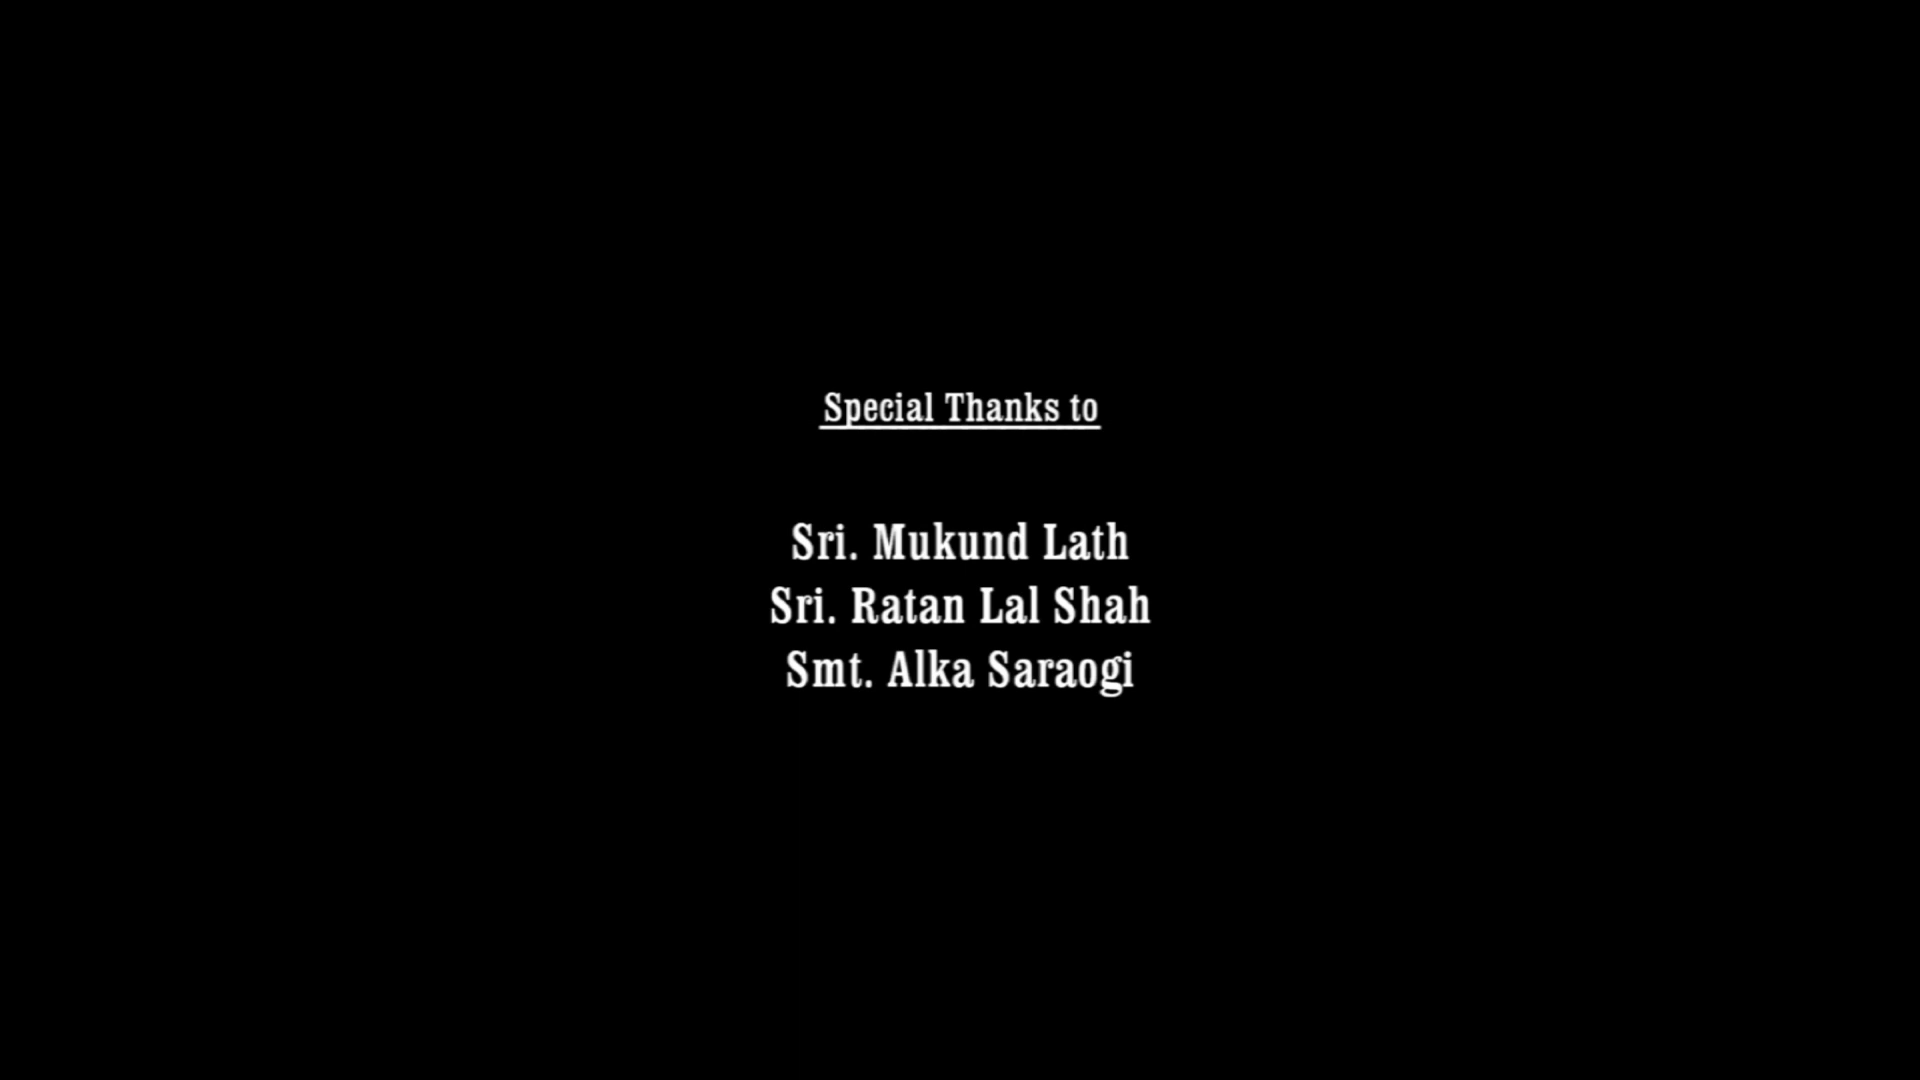 Special Thanks to
Sri. Mukund Lath
Sri. Ratan Lal Shah
Smt. Alka Saraogi